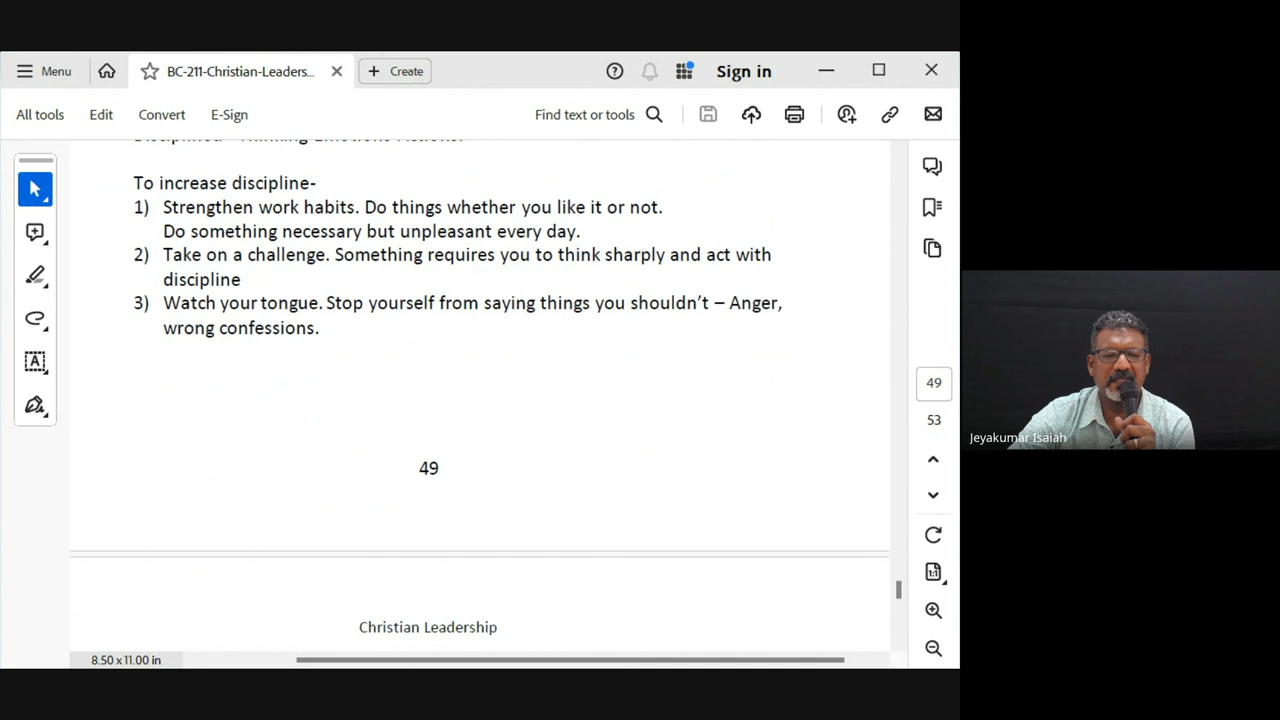 Menu
BC-211-Christian-Leaders...
Create
Sign in
All tools
Edit
Convert
E-Sign
Find text or tools
To increase discipline-
1) Strengthen work habits. Do things whether you like it or not.
Do something necessary but unpleasant every day.
2) Take on a challenge. Something requires you to think sharply and act with
discipline
3) Watch your tongue. Stop yourself from saying things you shouldn’t – Anger,
wrong confessions.
49
49
53
Christian Leadership
8.50 x 11.00 in
Jeyakumar Isaiah